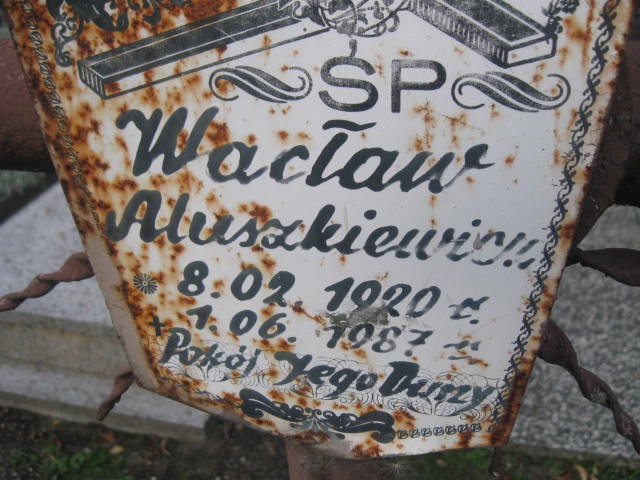 ŚP
Wacław
Aluszkiewicz
8.02.1920 r.
1.06.1987. r.
Pokój Jego Duszy